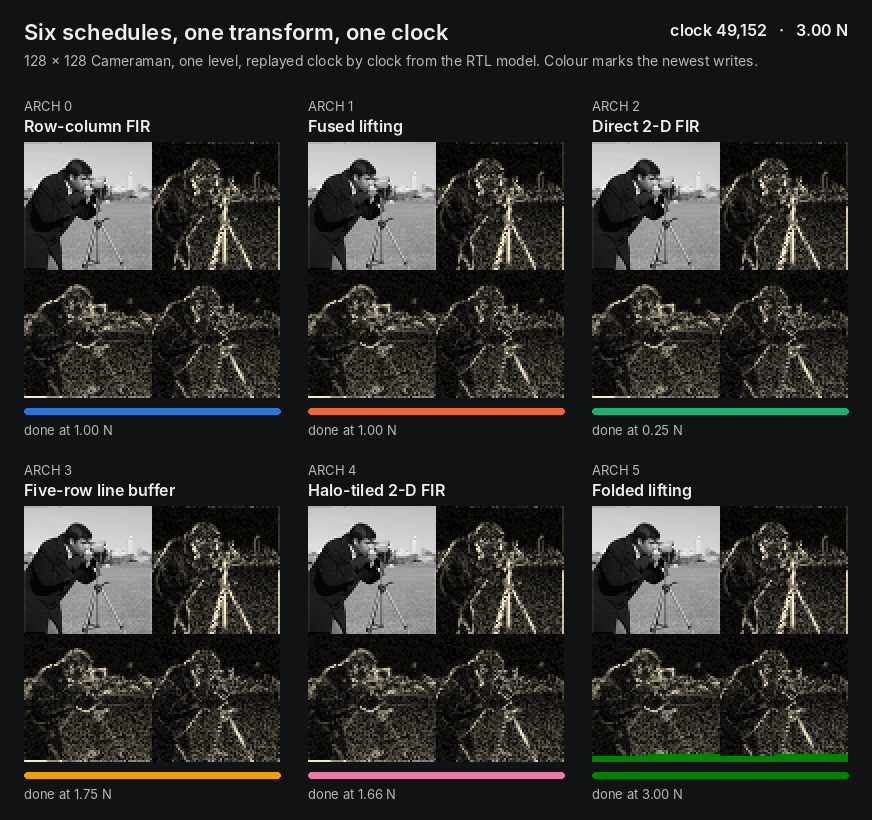 Six schedules, one transform, one clock
clock 49,152 · 3.00 N
128 × 128 Cameraman, one level, replayed clock by clock from the RTL model. Colour marks the newest writes.
ARCH 0
Row-column FIR
done at 1.00 N
ARCH 1
Fused lifting
done at 1.00 N
ARCH 2
Direct 2-D FIR
done at 0.25 N
ARCH 3
Five-row line buffer
done at 1.75 N
ARCH 4
Halo-tiled 2-D FIR
done at 1.66 N
ARCH 5
Folded lifting
done at 3.00 N